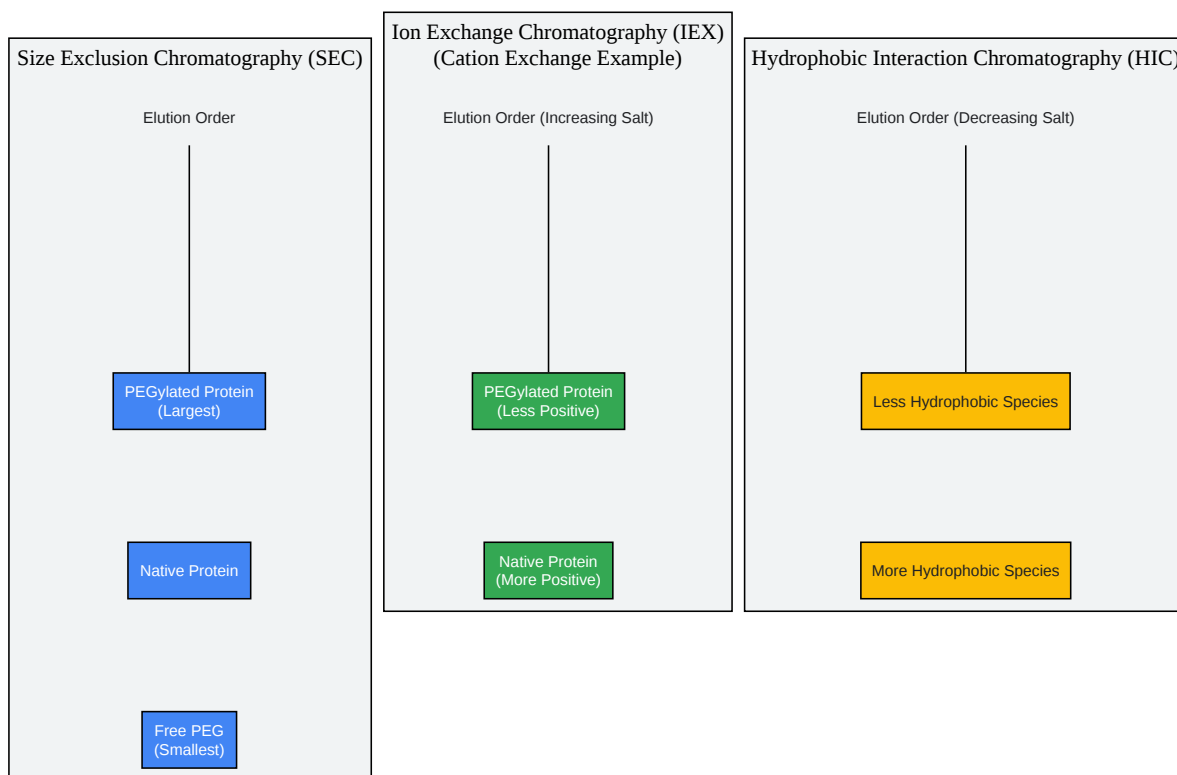 Size Exclusion Chromatography (SEC)
Elution Order
PEGylated Protein
(Largest)
Native Protein
Free PEG
(Smallest)
Ion Exchange Chromatography (IEX)
(Cation Exchange Example)
Elution Order (Increasing Salt)
PEGylated Protein
(Less Positive)
Native Protein
(More Positive)
Hydrophobic Interaction Chromatography (HIC)
Elution Order (Decreasing Salt)
Less Hydrophobic Species
More Hydrophobic Species